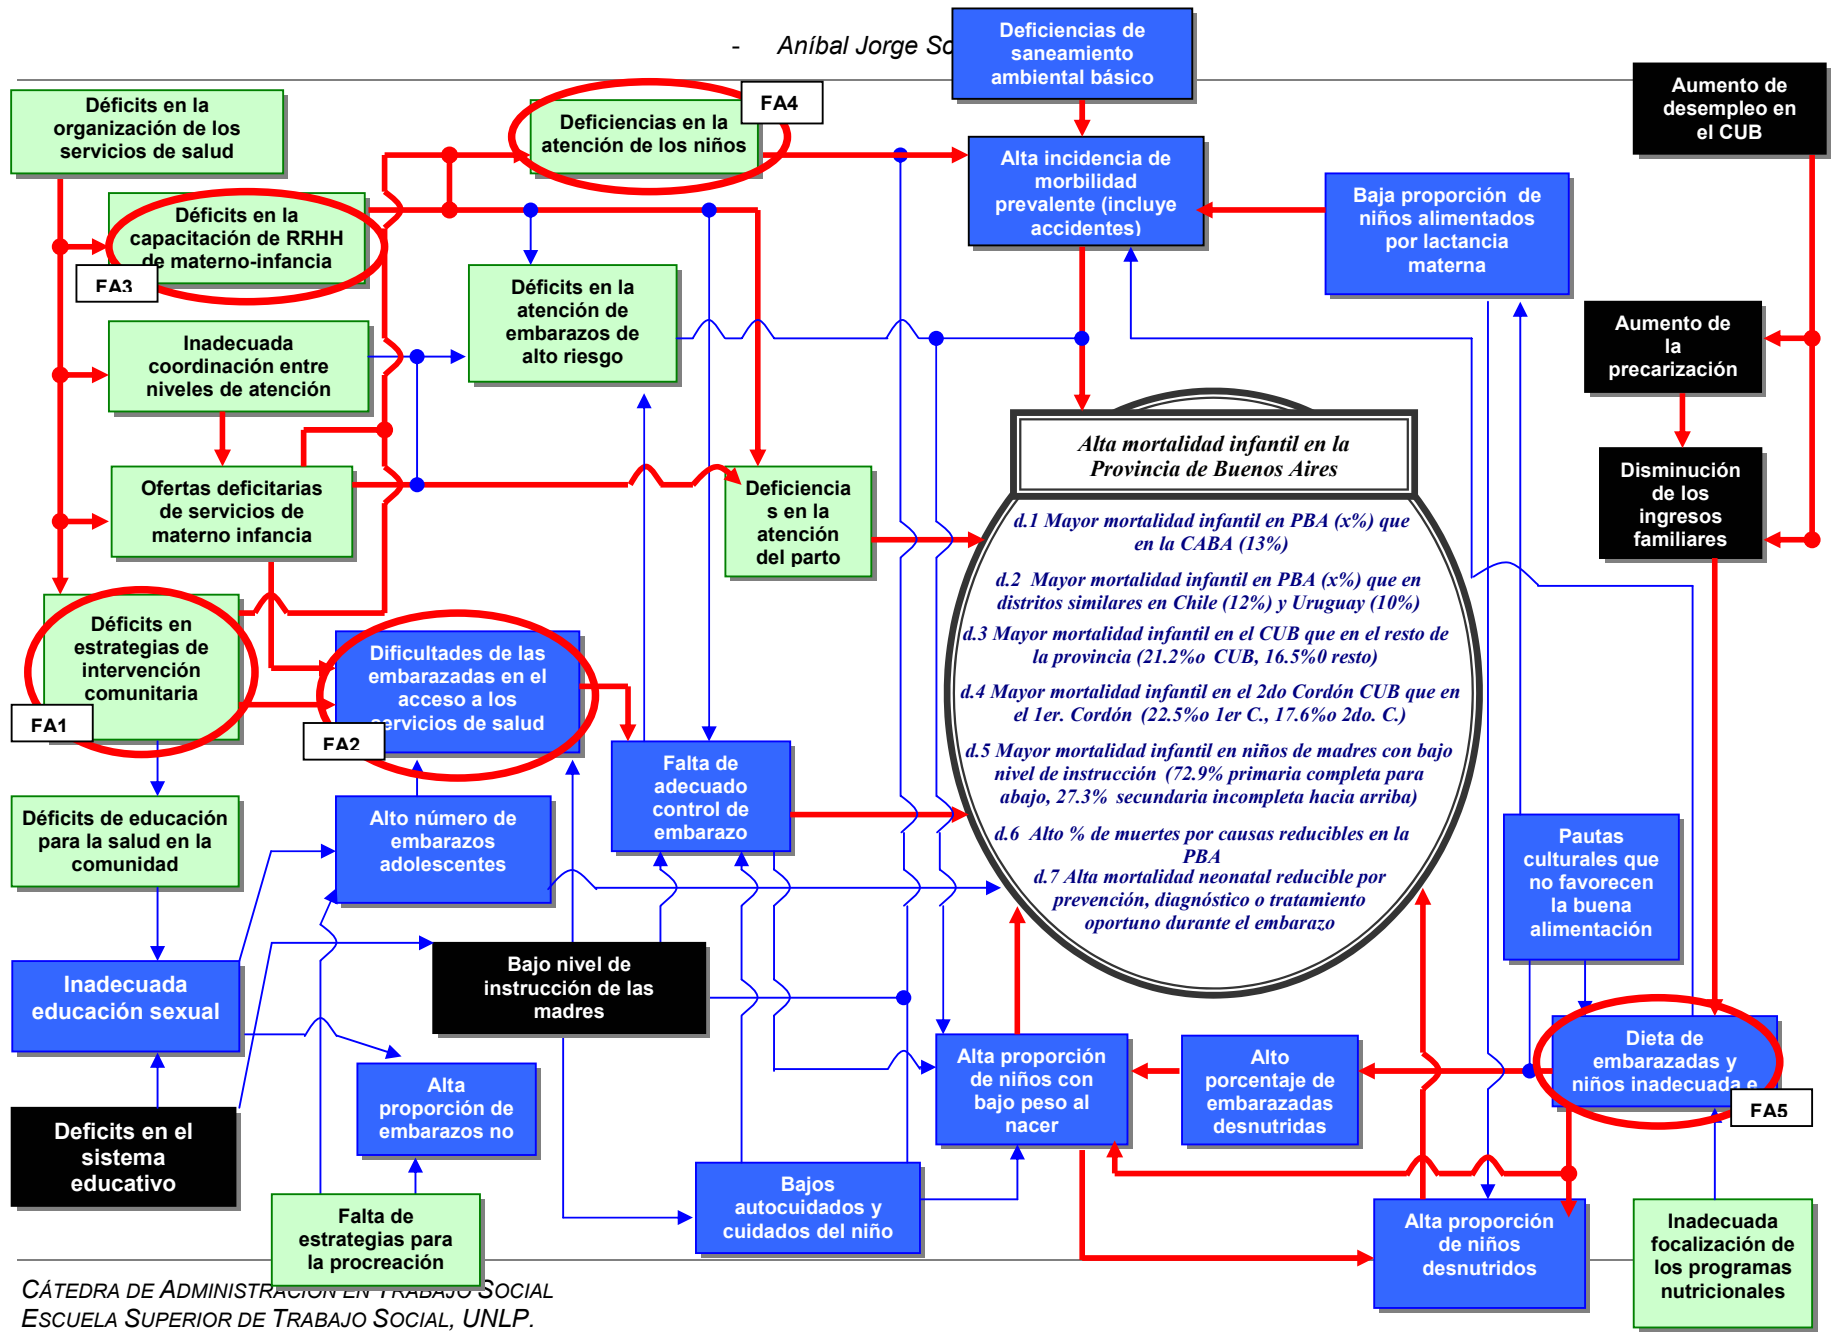 - Aníbal Jorge So
Deficiencias de
saneamiento
ambiental básico
Aumento de
desempleo en
el CUB
Déficits en la
organización de los
servicios de salud
FA4
Deficiencias en la
atención de los niños
Alta incidencia de
morbilidad
prevalente (incluye
accidentes)
Baja proporción de
niños alimentados
por lactancia
materna
Déficits en la
capacitación de RRHH
de materno-infancia
FA3
Déficits en la
atención de
embarazos de
alto riesgo
Inadecuada
coordinación entre
niveles de atención
Aumento de
la
precarización
Alta mortalidad infantil en la
Provincia de Buenos Aires
Ofertas deficitarias
de servicios de
materno infancia
Deficiencia
s en la
atención
del parto
Disminución
de los
ingresos
familiares
d.1 Mayor mortalidad infantil en PBA (x%) que
en la CABA (13%)
d.2 Mayor mortalidad infantil en PBA (x%) que en
distritos similares en Chile (12%) y Uruguay (10%)
d.3 Mayor mortalidad infantil en el CUB que en el resto de
la provincia (21.2%o CUB, 16.5%0 resto)
d.4 Mayor mortalidad infantil en el 2do Cordón CUB que en
el 1er. Cordón (22.5%o 1er C., 17.6%o 2do. C.)
d.5 Mayor mortalidad infantil en niños de madres con bajo
nivel de instrucción (72.9% primaria completa para
abajo, 27.3% secundaria incompleta hacia arriba)
d.6 Alto % de muertes por causas reducibles en la
PBA
d.7 Alta mortalidad neonatal reducible por
prevención, diagnóstico o tratamiento
oportuno durante el embarazo
Déficits en
estrategias de
intervención
comunitaria
FA1
Dificultades de las
embarazadas en el
acceso a los
servicios de salud
FA2
Falta de
adecuado
control de
embarazo
Déficits de educación
para la salud en la
comunidad
Alto número de
embarazos
adolescentes
Pautas
culturales que
no favorecen
la buena
alimentación
Inadecuada
educación sexual
Bajo nivel de
instrucción de las
madres
Alta
proporción de
embarazos no
Alta proporción
de niños con
bajo peso al
nacer
Alto
porcentaje de
embarazadas
desnutridas
Dieta de
embarazadas y
niños inadecuada e
FA5
Deficits en el
sistema
educativo
Bajos
autocuidados y
cuidados del niño
Falta de
estrategias para
la procreación
Alta proporción
de niños
desnutridos
Inadecuada
focalización de
los programas
nutricionales
CÁTEDRA DE ADMINISTRACIÓN EN TRABAJO SOCIAL
ESCUELA SUPERIOR DE TRABAJO SOCIAL, UNLP.